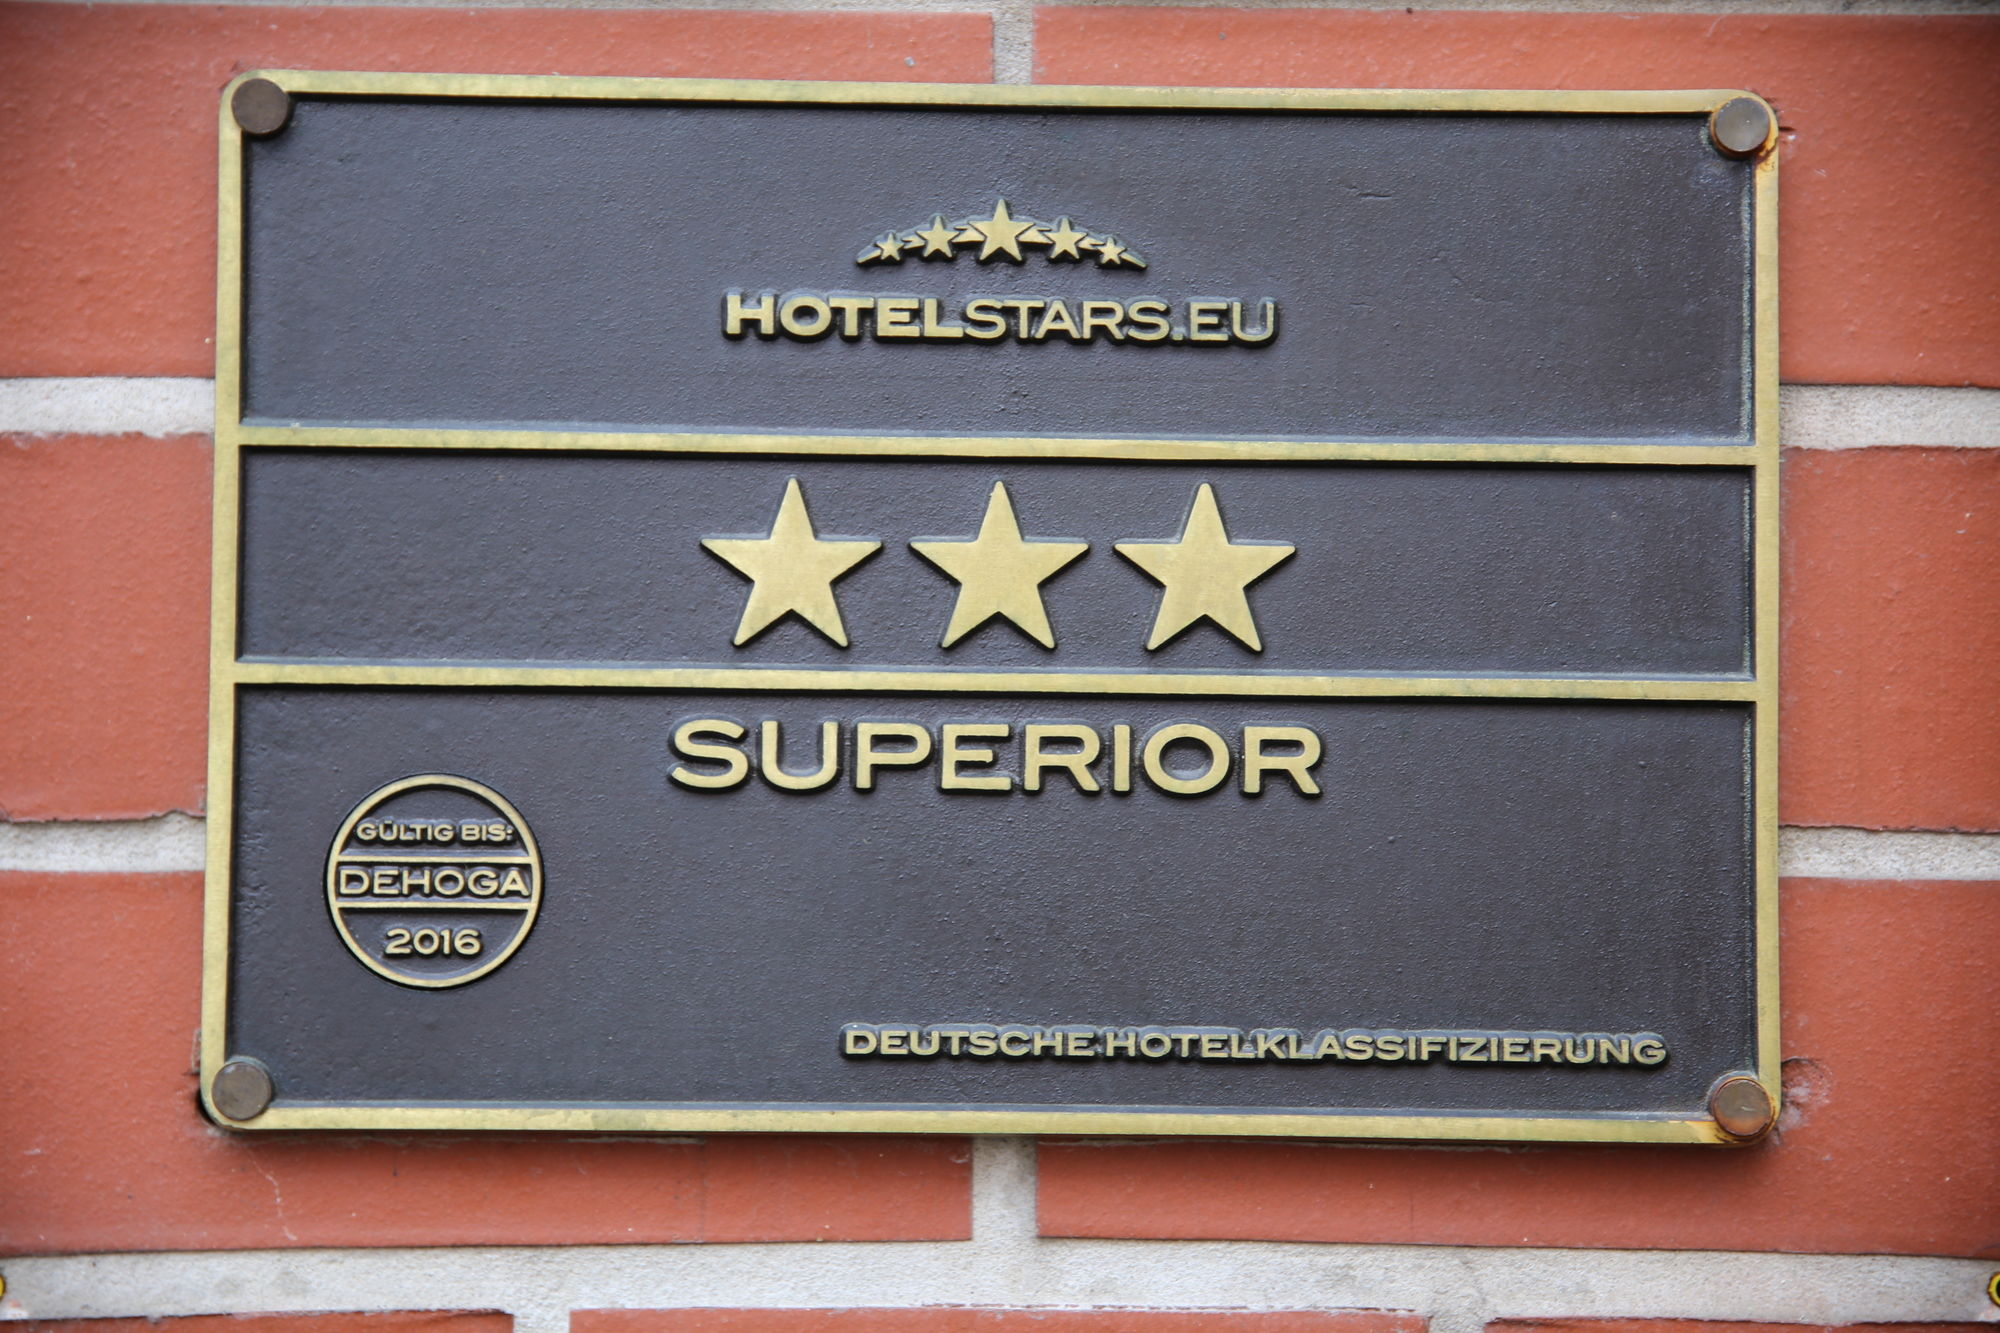 HOTELSTARS.EU
SUPERIOR
GÜLTIG BIS:
DEHOGA
2016
DEUTSCHE HOTELKLASSIFIZIERUNG